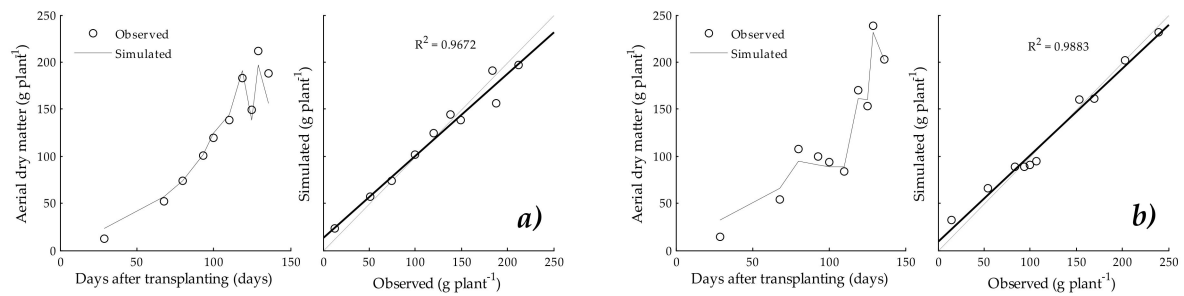 Aerial dry matter (g plant⁻¹)
250
200
150
100
50
0
Observed
Simulated
0 50 100 150
Days after transplanting (days)
Simulated (g plant⁻¹)
R² = 0.9672
a)
0 50 100 150 200 250
Observed (g plant⁻¹)
Aerial dry matter (g plant⁻¹)
250
200
150
100
50
0
Observed
Simulated
0 50 100 150
Days after transplanting (days)
Simulated (g plant⁻¹)
R² = 0.9883
b)
0 50 100 150 200 250
Observed (g plant⁻¹)